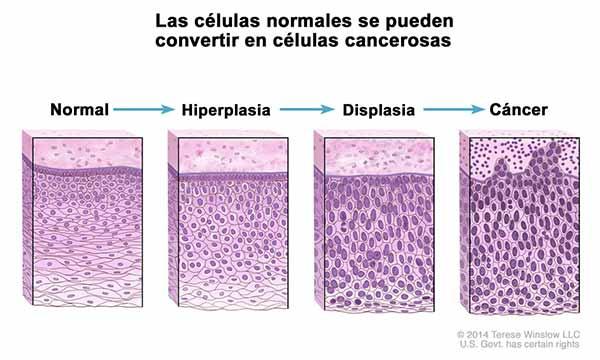 Las células normales se pueden
convertir en células cancerosas
Normal
Hiperplasia
Displasia
Cáncer
© 2014 Terese Winslow LLC
U.S. Govt. has certain rights